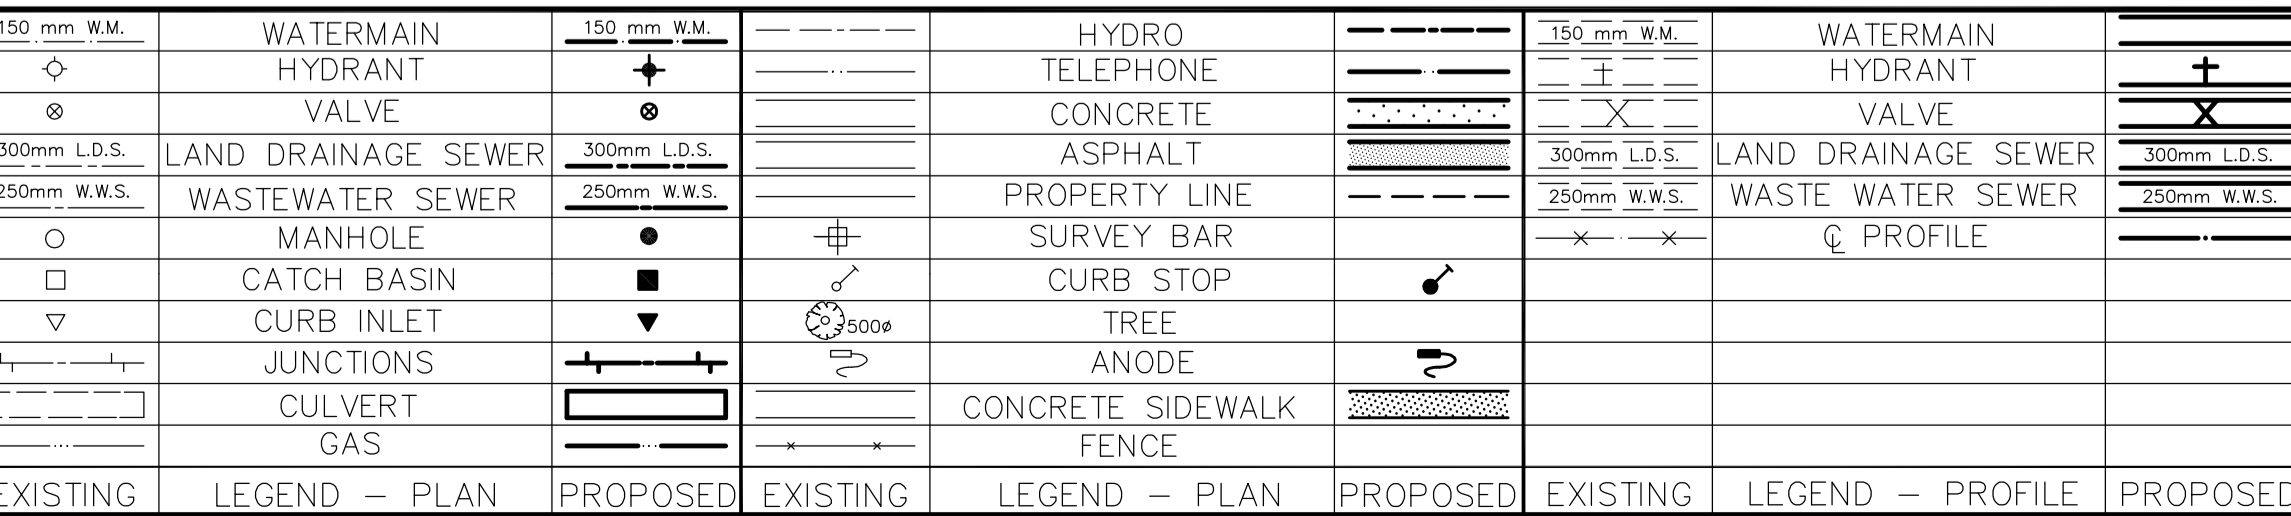 150 mm W.M. WATERMAIN 150 mm W.M. HYDRO 150 mm W.M. WATERMAIN
HYDRANT TELEPHONE HYDRANT
VALVE CONCRETE VALVE
300mm L.D.S. LAND DRAINAGE SEWER 300mm L.D.S. ASPHALT 300mm L.D.S. LAND DRAINAGE SEWER 300mm L.D.S.
250mm W.W.S. WASTEWATER SEWER 250mm W.W.S. PROPERTY LINE 250mm W.W.S. WASTE WATER SEWER 250mm W.W.S.
MANHOLE SURVEY BAR ℄ PROFILE
CATCH BASIN CURB STOP
CURB INLET 500ø TREE
JUNCTIONS ANODE
CULVERT CONCRETE SIDEWALK
GAS FENCE
EXISTING LEGEND – PLAN PROPOSED EXISTING LEGEND – PLAN PROPOSED EXISTING LEGEND – PROFILE PROPOSED